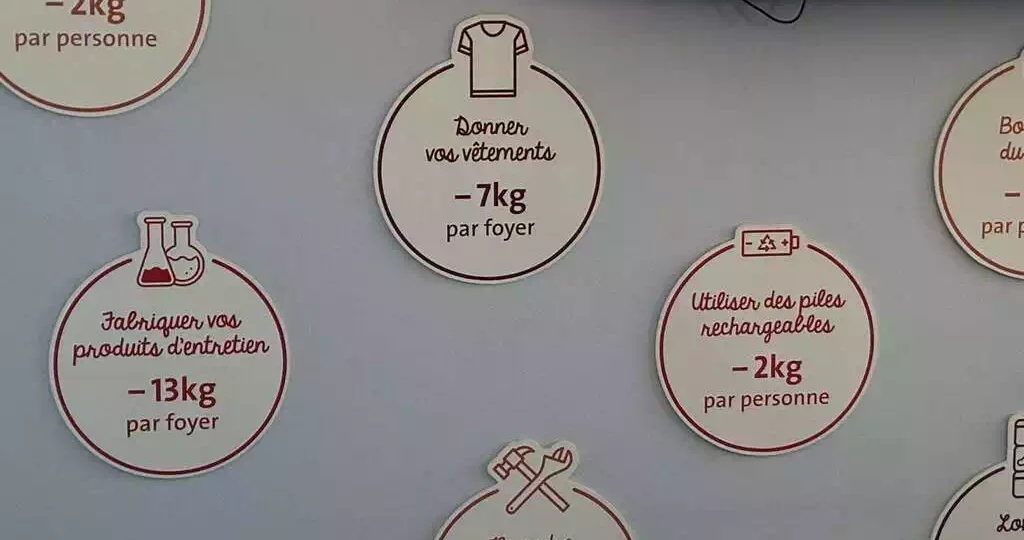 – 2kg
par personne
Donner
vos vêtements
– 7kg
par foyer
Fabriquer vos
produits d'entretien
– 13kg
par foyer
Utiliser des piles
rechargeables
– 2kg
par personne
du